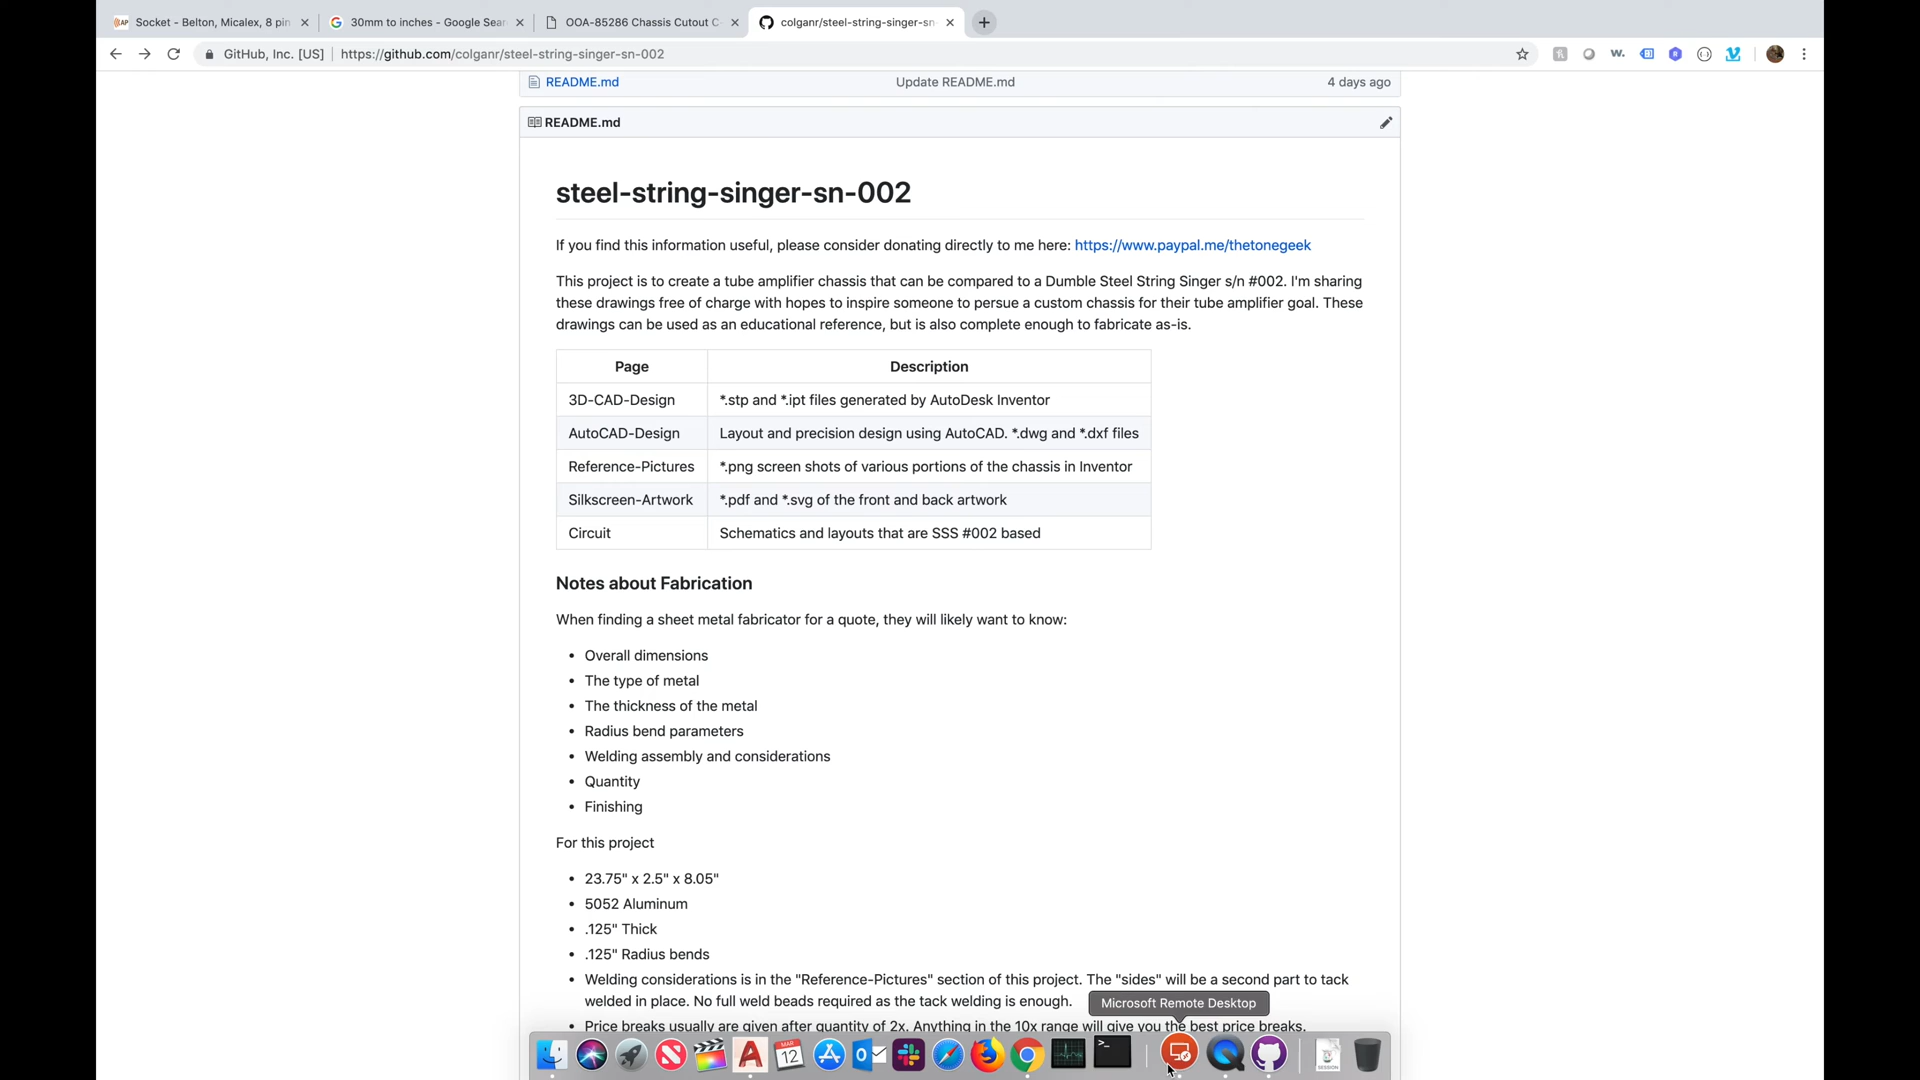 Socket - Belton, Micalex, 8 pin
30mm to inches - Google Sear
OOA-85286 Chassis Cutout C
colganr/steel-string-singer-sn-
GitHub, Inc. [US]
https://github.com/colganr/steel-string-singer-sn-002
README.md
Update README.md
4 days ago
README.md
steel-string-singer-sn-002
If you find this information useful, please consider donating directly to me here: https://www.paypal.me/thetonegeek
This project is to create a tube amplifier chassis that can be compared to a Dumble Steel String Singer s/n #002. I'm sharing
these drawings free of charge with hopes to inspire someone to persue a custom chassis for their tube amplifier goal. These
drawings can be used as an educational reference, but is also complete enough to fabricate as-is.
Page Description
3D-CAD-Design *.stp and *.ipt files generated by AutoDesk Inventor
AutoCAD-Design Layout and precision design using AutoCAD. *.dwg and *.dxf files
Reference-Pictures *.png screen shots of various portions of the chassis in Inventor
Silkscreen-Artwork *.pdf and *.svg of the front and back artwork
Circuit Schematics and layouts that are SSS #002 based
Notes about Fabrication
When finding a sheet metal fabricator for a quote, they will likely want to know:
• Overall dimensions
• The type of metal
• The thickness of the metal
• Radius bend parameters
• Welding assembly and considerations
• Quantity
• Finishing
For this project
• 23.75" x 2.5" x 8.05"
• 5052 Aluminum
• .125" Thick
• .125" Radius bends
• Welding considerations is in the "Reference-Pictures" section of this project. The "sides" will be a second part to tack
welded in place. No full weld beads required as the tack welding is enough.
Microsoft Remote Desktop
• Price breaks usually are given after quantity of 2x. Anything in the 10x range will give you the best price breaks.
MAR
12